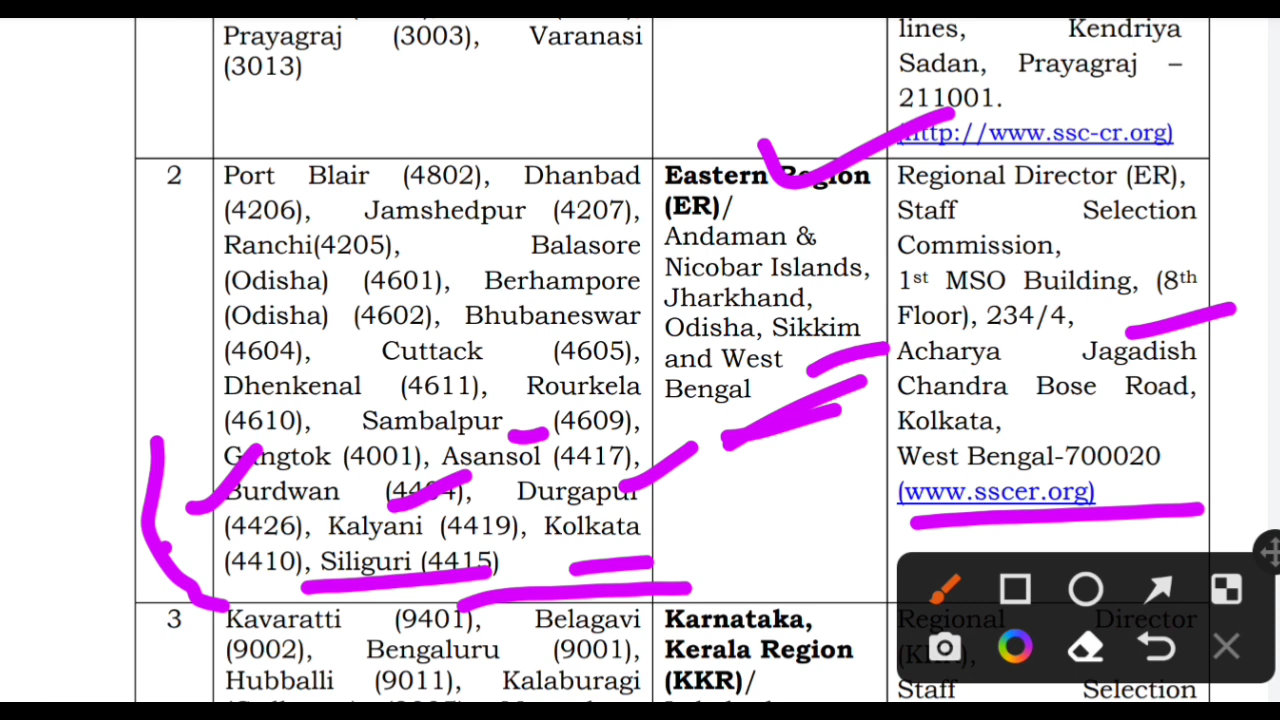 Prayagraj (3003), Varanasi
(3013)
lines, Kendriya
Sadan, Prayagraj –
211001.
(http://www.ssc-cr.org)
2
Port Blair (4802), Dhanbad
(4206), Jamshedpur (4207),
Ranchi(4205), Balasore
(Odisha) (4601), Berhampore
(Odisha) (4602), Bhubaneswar
(4604), Cuttack (4605),
Dhenkenal (4611), Rourkela
(4610), Sambalpur (4609),
Gangtok (4001), Asansol (4417),
Burdwan (4404), Durgapur
(4426), Kalyani (4419), Kolkata
(4410), Siliguri (4415)
Eastern Region
(ER)/
Andaman &
Nicobar Islands,
Jharkhand,
Odisha, Sikkim
and West
Bengal
Regional Director (ER),
Staff Selection
Commission,
1st MSO Building, (8th
Floor), 234/4,
Acharya Jagadish
Chandra Bose Road,
Kolkata,
West Bengal-700020
(www.sscer.org)
3
Kavaratti (9401), Belagavi
(9002), Bengaluru (9001),
Hubballi (9011), Kalaburagi
Karnataka,
Kerala Region
(KKR)/
Regional Director
(KKR),
Staff Selection